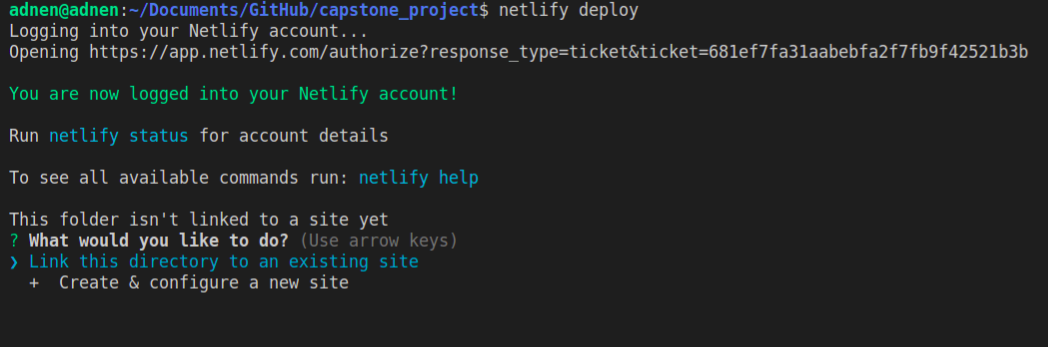 adnen@adnen:~/Documents/GitHub/capstone_project$ netlify deploy
Logging into your Netlify account...
Opening https://app.netlify.com/authorize?response_type=ticket&ticket=681ef7fa31aabebfa2f7fb9f42521b3b
You are now logged into your Netlify account!
Run netlify status for account details
To see all available commands run: netlify help
This folder isn't linked to a site yet
? What would you like to do? (Use arrow keys)
❯ Link this directory to an existing site
+ Create & configure a new site